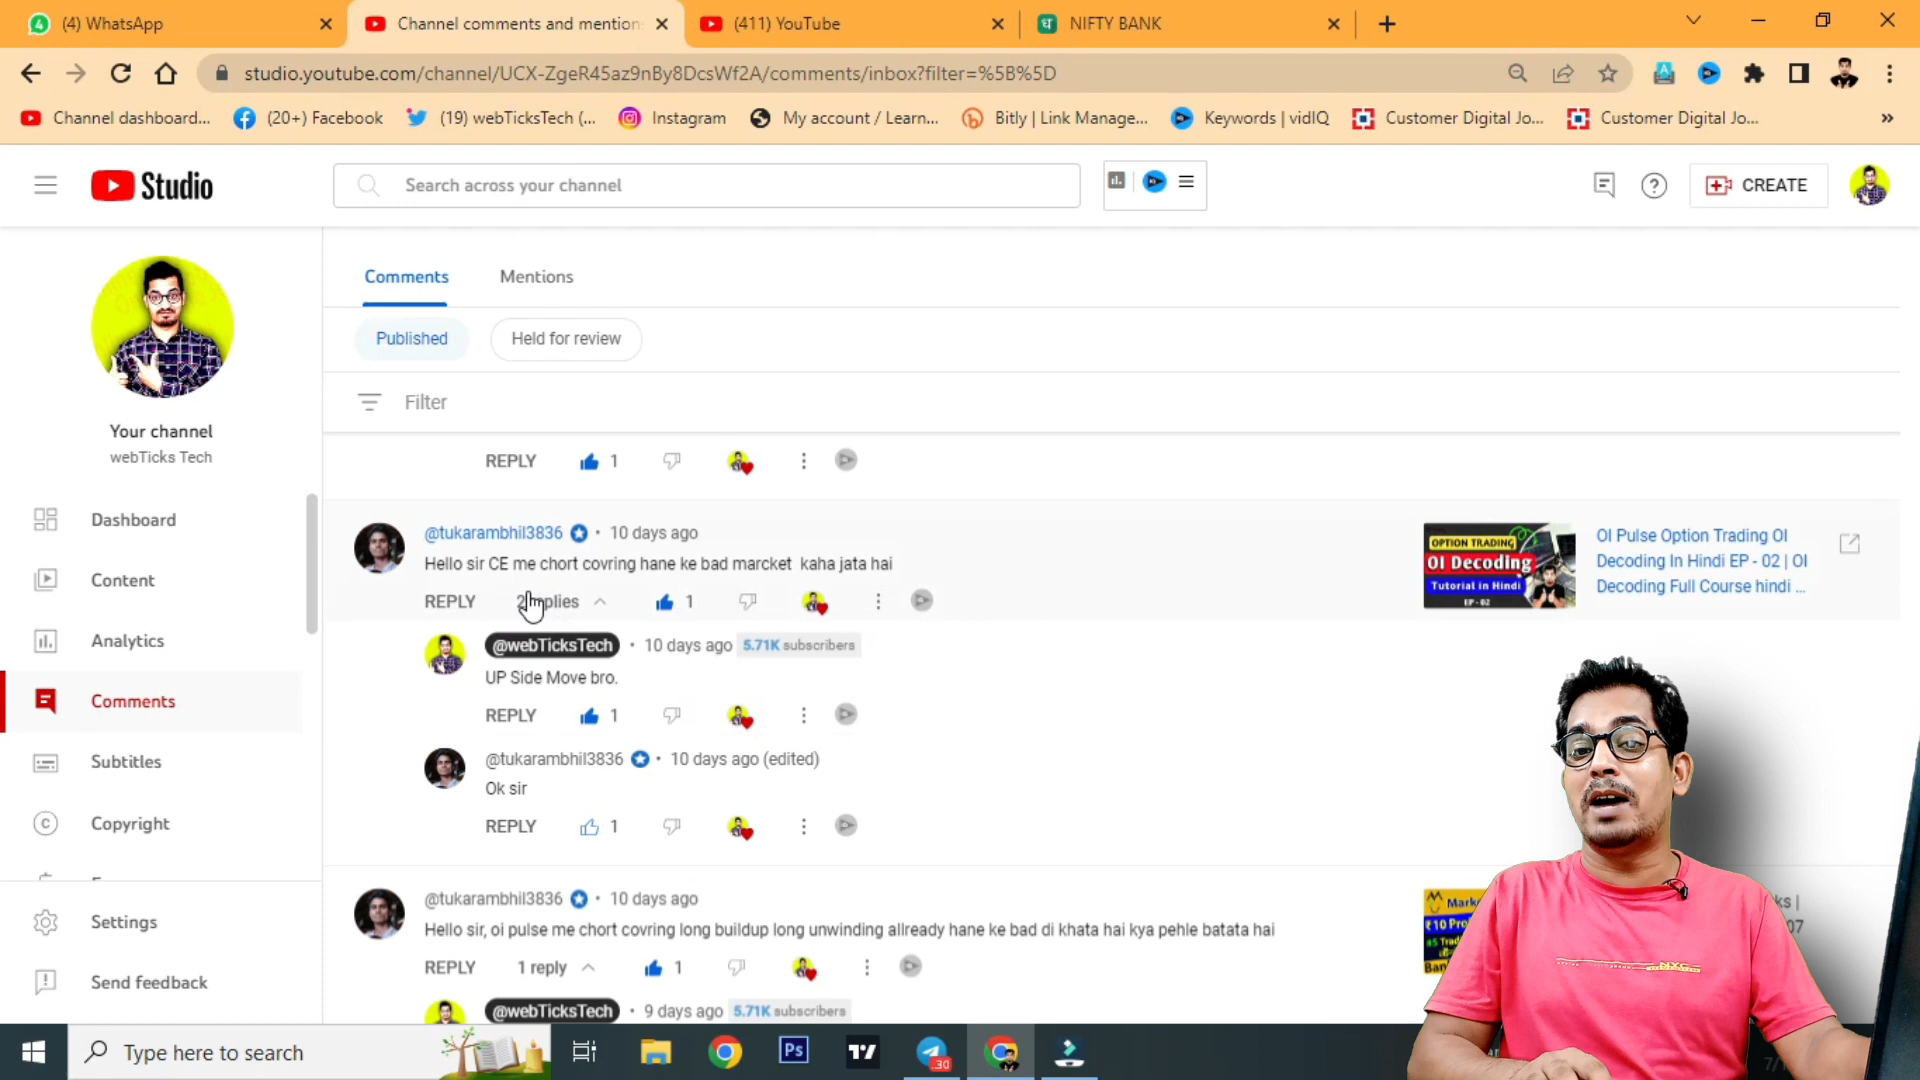 (4) WhatsApp
Channel comments and mention
(411) YouTube
NIFTY BANK
studio.youtube.com/channel/UCX-ZgeR45az9nBy8DcsWf2A/comments/inbox?filter=%5B%5D
Channel dashboard...
(20+) Facebook
(19) webTicksTech (...
Instagram
My account / Learn...
Bitly | Link Manage...
Keywords | vidIQ
Customer Digital Jo...
Customer Digital Jo...
»
Studio
Search across your channel
CREATE
Comments
Mentions
Published
Held for review
Your channel
webTicks Tech
Filter
REPLY 1
Dashboard
Content
Analytics
Comments
Subtitles
Copyright
Settings
Send feedback
@tukarambhil3836 • 10 days ago
Hello sir CE me chort covring hane ke bad marcket kaha jata hai
REPLY 2 replies 1
OPTION TRADING
OI Decoding
Tutorial in Hindi
EP - 02
OI Pulse Option Trading OI
Decoding In Hindi EP - 02 | OI
Decoding Full Course hindi ...
@webTicksTech • 10 days ago 5.71K subscribers
UP Side Move bro.
REPLY 1
@tukarambhil3836 • 10 days ago (edited)
Ok sir
REPLY 1
@tukarambhil3836 • 10 days ago
Hello sir, oi pulse me chort covring long buildup long unwinding allready hane ke bad di khata hai kya pehle batata hai
REPLY 1 reply 1
@webTicksTech • 9 days ago 5.71K subscribers
Type here to search
Ps
30